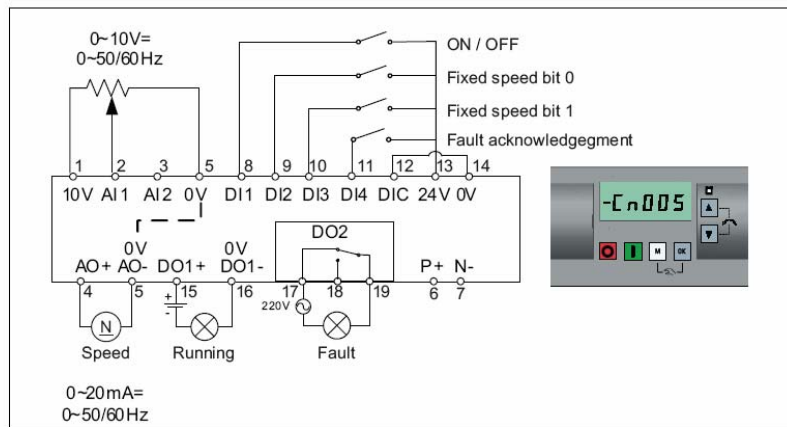 0~10V=
0~50/60Hz
ON / OFF
Fixed speed bit 0
Fixed speed bit 1
Fault acknowledgegment
1 2 3 5 8 9 10 11 12 13 14
10V AI1 AI2 0V DI1 DI2 DI3 DI4 DIC 24V 0V
-Cn005
M OK
DO2
0V 0V
AO+ AO- DO1+ DO1- P+ N-
4 5 15 16 17 18 19 6 7
+
-
220V
N
Speed Running Fault
0~20mA=
0~50/60Hz